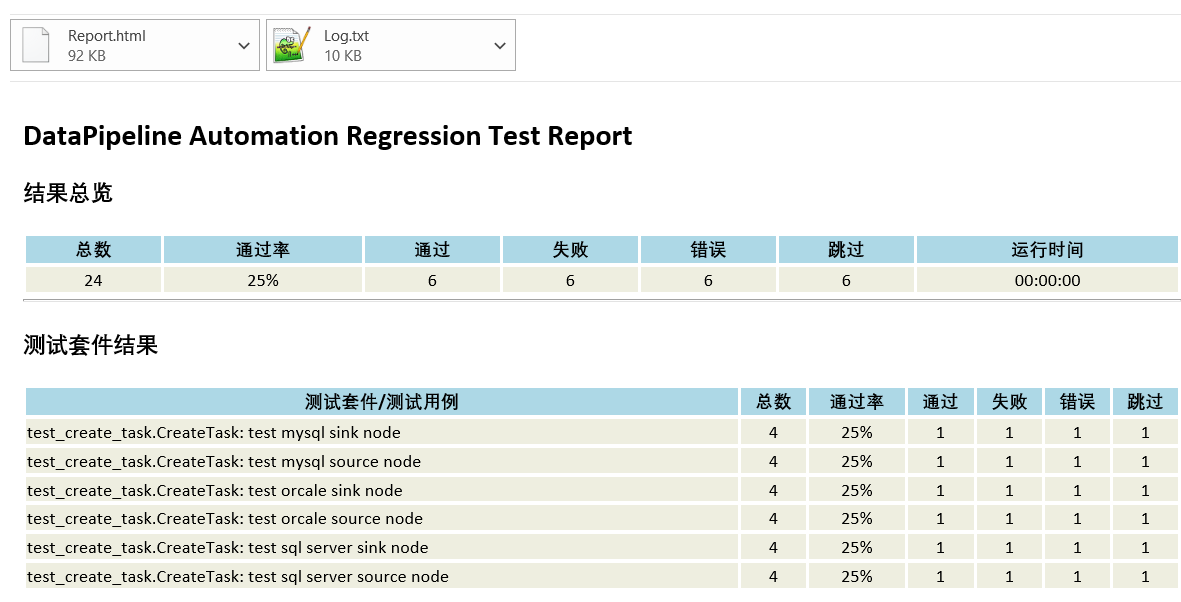 Report.html
92 KB
Log.txt
10 KB
DataPipeline Automation Regression Test Report
结果总览
总数 通过率 通过 失败 错误 跳过 运行时间
24 25% 6 6 6 6 00:00:00
测试套件结果
测试套件/测试用例 总数 通过率 通过 失败 错误 跳过
test_create_task.CreateTask: test mysql sink node 4 25% 1 1 1 1
test_create_task.CreateTask: test mysql source node 4 25% 1 1 1 1
test_create_task.CreateTask: test orcale sink node 4 25% 1 1 1 1
test_create_task.CreateTask: test orcale source node 4 25% 1 1 1 1
test_create_task.CreateTask: test sql server sink node 4 25% 1 1 1 1
test_create_task.CreateTask: test sql server source node 4 25% 1 1 1 1